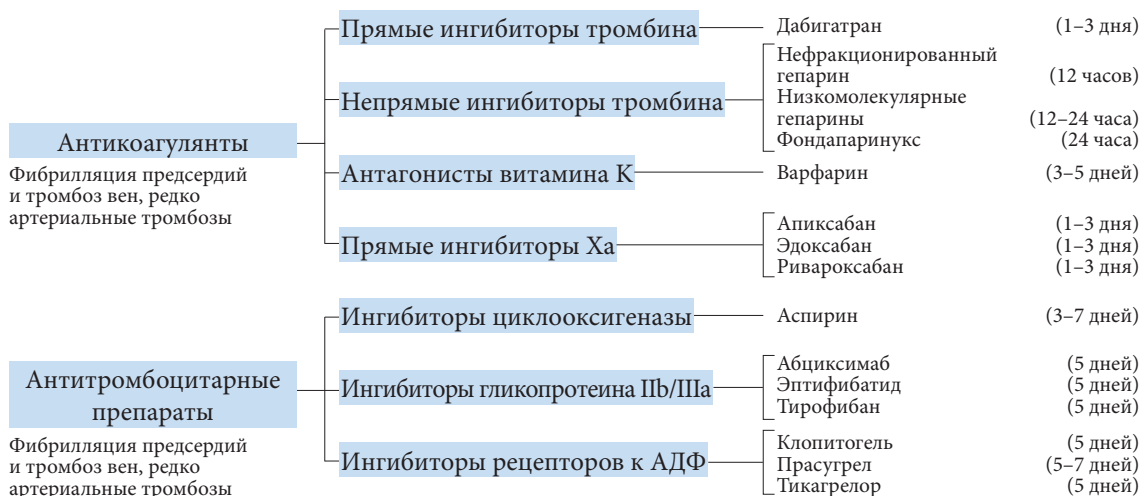 Антикоагулянты
Фибрилляция предсердий
и тромбоз вен, редко
артериальные тромбозы
Прямые ингибиторы тромбина
Дабигатран (1–3 дня)
Непрямые ингибиторы тромбина
Нефракционированный
гепарин (12 часов)
Низкомолекулярные
гепарины (12–24 часа)
Фондапаринукс (24 часа)
Антагонисты витамина К
Варфарин (3–5 дней)
Прямые ингибиторы Ха
Апиксабан (1–3 дня)
Эдоксабан (1–3 дня)
Ривароксабан (1–3 дня)
Антитромбоцитарные
препараты
Фибрилляция предсердий
и тромбоз вен, редко
артериальные тромбозы
Ингибиторы циклооксигеназы
Аспирин (3–7 дней)
Ингибиторы гликопротеина IIb/IIIa
Абциксимаб (5 дней)
Эптифибатид (5 дней)
Тирофибан (5 дней)
Ингибиторы рецепторов к АДФ
Клопитогель (5 дней)
Прасугрел (5–7 дней)
Тикагрелор (5 дней)